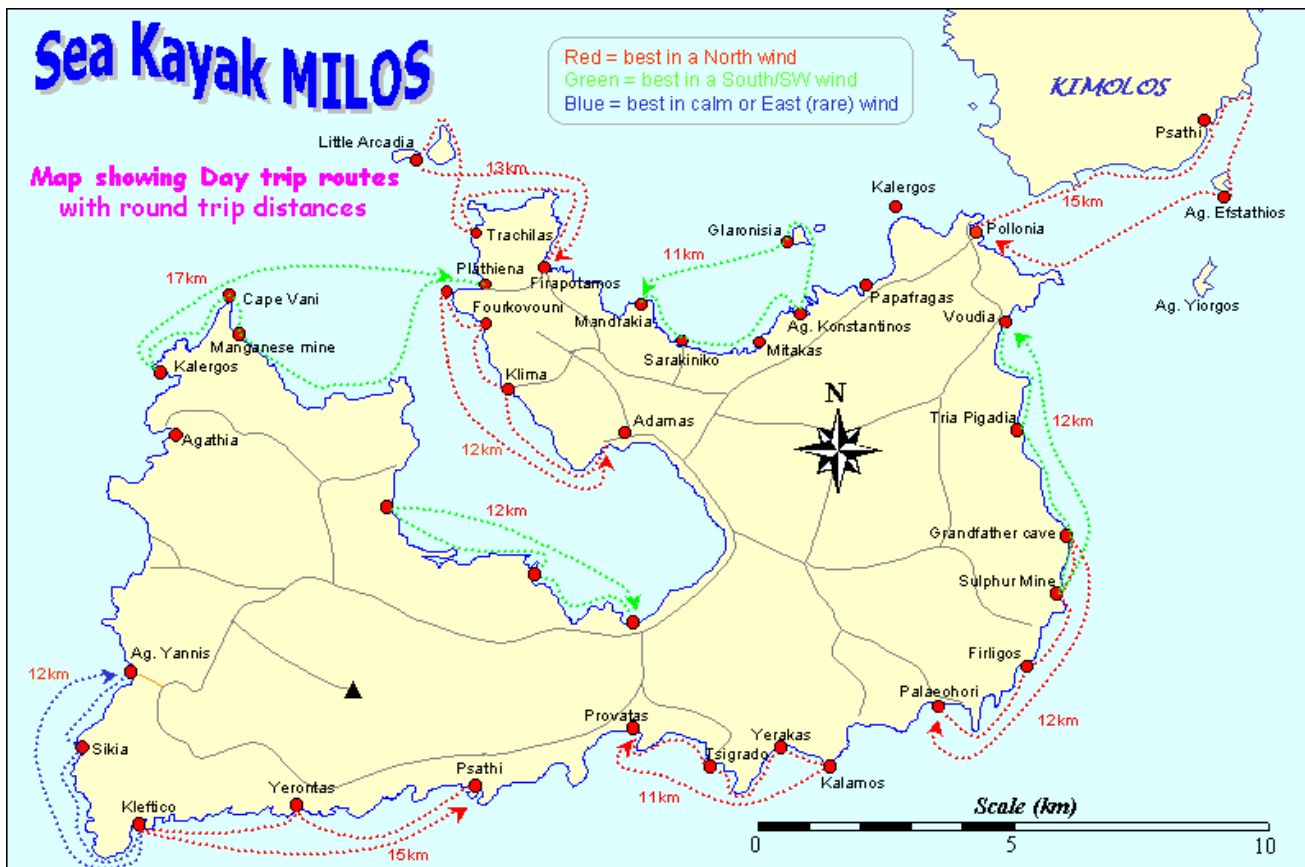 Sea Kayak MILOS
Red = best in a North wind
Green = best in a South/SW wind
Blue = best in calm or East (rare) wind
KIMOLOS
Psathi
Little Arcadia
13km
Map showing Day trip routes
with round trip distances
Kalergos
15km
Ag. Efstathios
Trachilas
Glaronisia
Pollonia
11km
17km
Plathiena
Firapotamos
Cape Vani
Papafragas
Ag. Yiorgos
Fourkovouni
Mandrakia
Ag. Konstantinos
Voudia
Manganese mine
Sarakiniko
Mitakas
Kalergos
Klima
N
Adamas
Tria Pigadia
12km
Agathia
12km
12km
Grandfather cave
Sulphur Mine
Ag. Yannis
12km
Firligos
Palaeohori
Provatas
12km
Sikia
Yerakas
Tsigrado
Psathi
Kalamos
Yerontas
11km
Kleftico
Scale (km)
15km
0
5
10